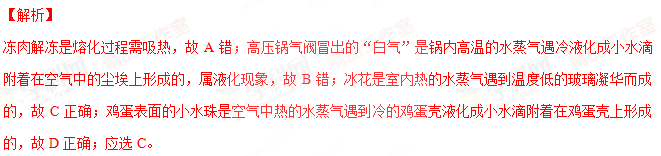 【解析】
冻肉解冻是熔化过程需吸热，故 A 错；高压锅气阀冒出的“白气”是锅内高温的水蒸气遇冷液化成小水滴
附着在空气中的尘埃上形成的，属液化现象，故 B 错；冰花是室内热的水蒸气遇到温度低的玻璃凝华而成
的，故 C 正确；鸡蛋表面的小水珠是空气中热的水蒸气遇到冷的鸡蛋壳液化成小水滴附着在鸡蛋壳上形成
的，故 D 正确；应选 C。